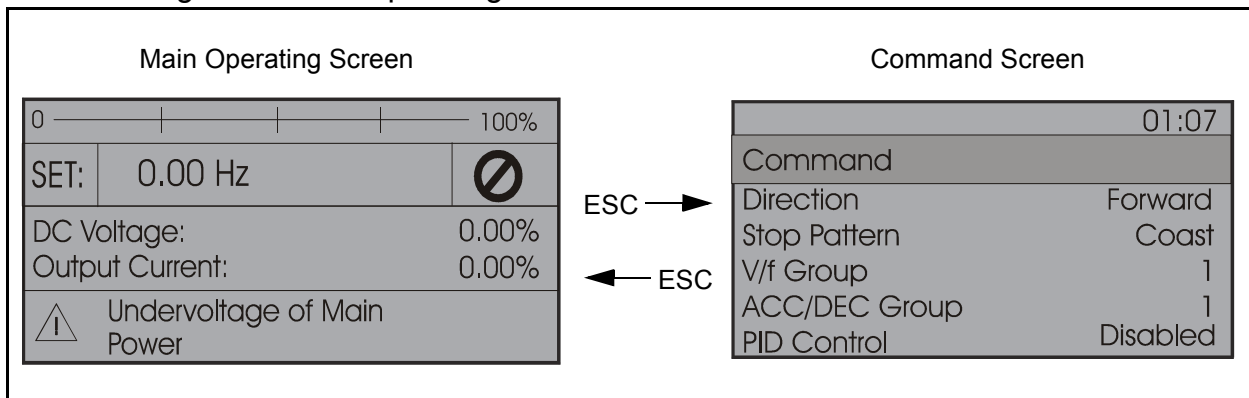 Main Operating Screen
0 100%
SET: 0.00 Hz
DC Voltage: 0.00%
Output Current: 0.00%
Undervoltage of Main
Power
ESC
ESC
Command Screen
01:07
Command
Direction Forward
Stop Pattern Coast
V/f Group 1
ACC/DEC Group 1
PID Control Disabled